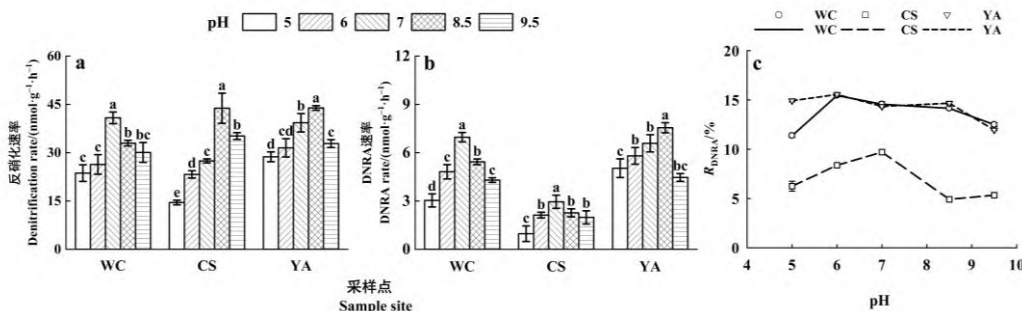 pH 5 6 7 8.5 9.5
a
反硝化速率
Denitrification rate/(nmol·g⁻¹·h⁻¹)
60
45
30
15
0
c c a b bc
e d c a b
d cd b a c
WC CS YA
b
DNRA速率
DNRA rate/(nmol·g⁻¹·h⁻¹)
12
9
6
3
0
d c a b c
c b a b b
c b b a bc
WC CS YA
采样点
Sample site
WC CS YA
WC CS YA
c
R_DNRA/%
20
15
10
5
0
4 5 6 7 8 9 10
pH